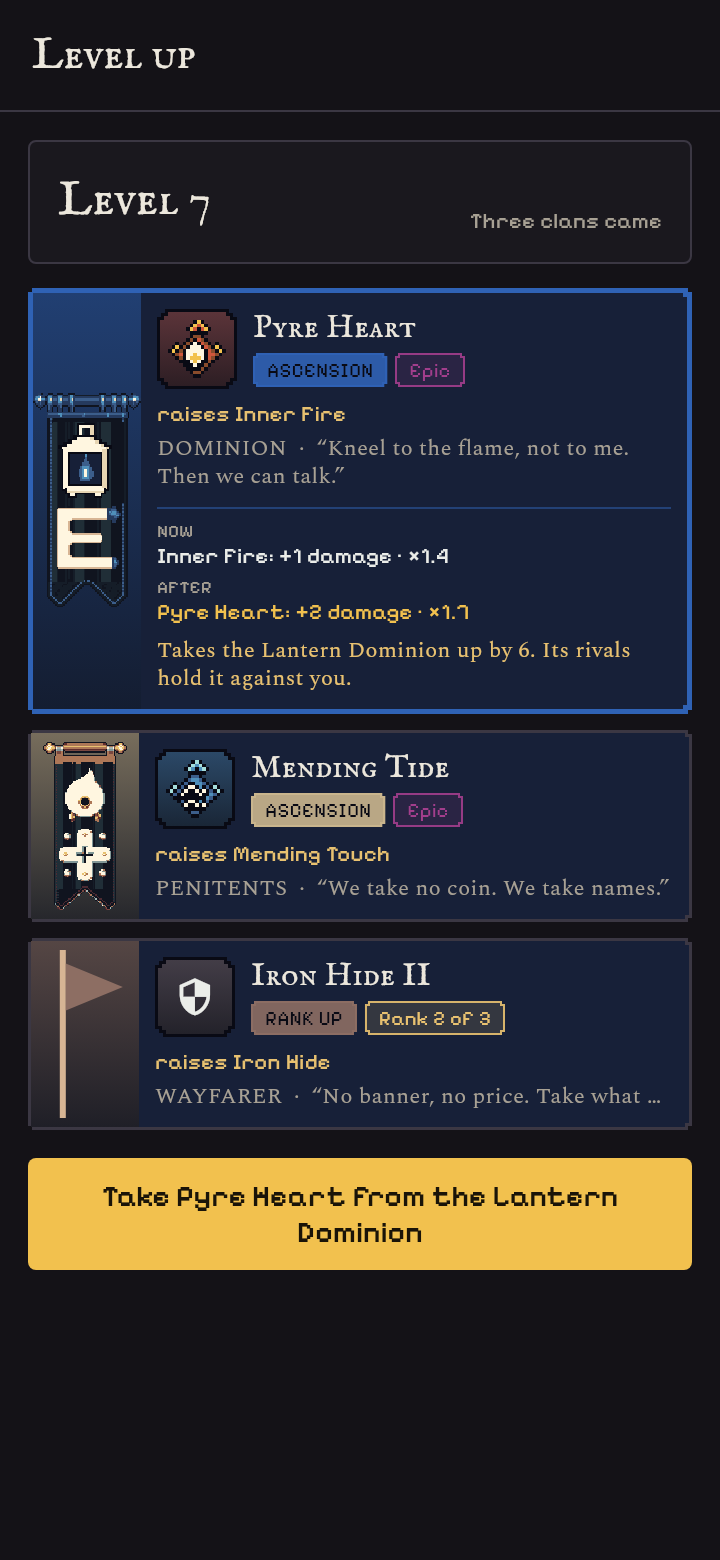 Level up
Level 7
Three clans came
Pyre Heart
ASCENSION Epic
raises Inner Fire
DOMINION · “Kneel to the flame, not to me.
Then we can talk.”
E
NOW
Inner Fire: +1 damage · ×1.4
AFTER
Pyre Heart: +2 damage · ×1.7
Takes the Lantern Dominion up by 6. Its rivals
hold it against you.
Mending Tide
ASCENSION Epic
raises Mending Touch
PENITENTS · “We take no coin. We take names.”
Iron Hide II
RANK UP Rank 2 of 3
raises Iron Hide
WAYFARER · “No banner, no price. Take what …
Take Pyre Heart from the Lantern
Dominion